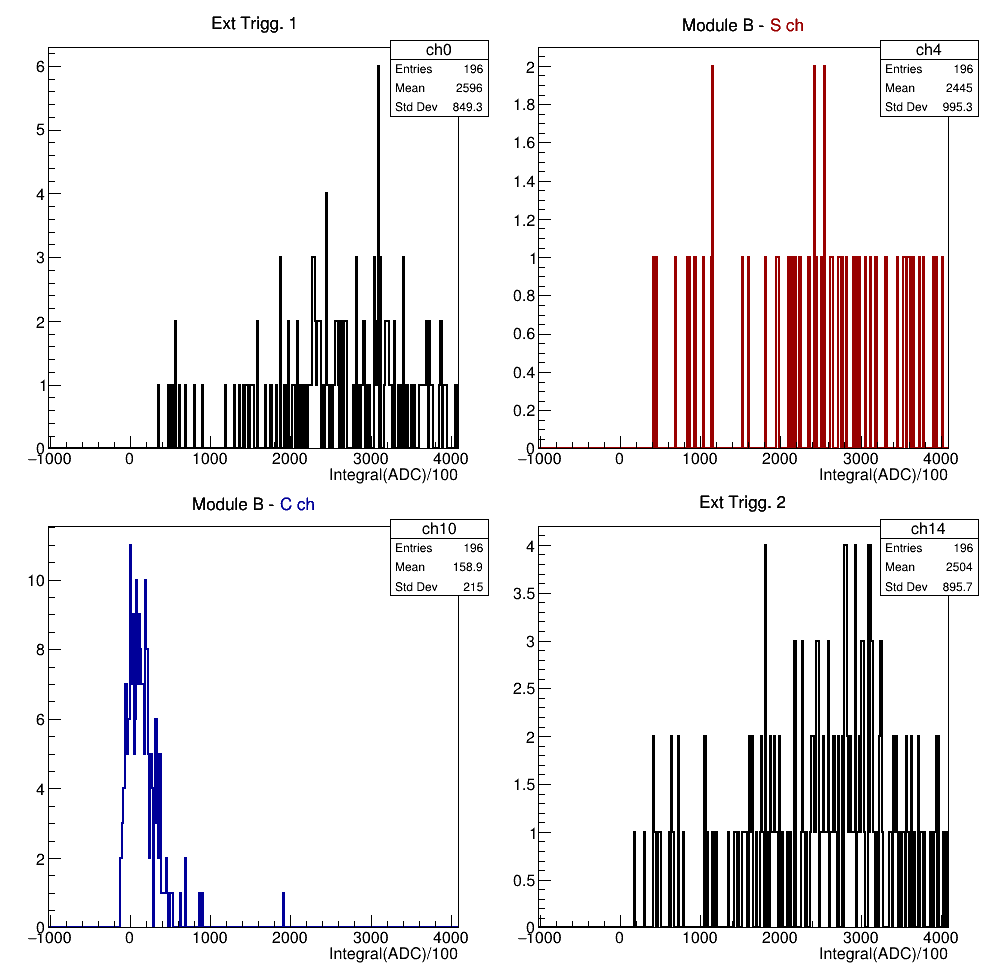 Ext Trigg. 1
ch0
Entries 196
Mean 2596
Std Dev 849.3
6
5
4
3
2
1
0
−1000 0 1000 2000 3000 4000
Integral(ADC)/100
Module B - S ch
ch4
Entries 196
Mean 2445
Std Dev 995.3
2
1.8
1.6
1.4
1.2
1
0.8
0.6
0.4
0.2
0
−1000 0 1000 2000 3000 4000
Integral(ADC)/100
Module B - C ch
ch10
Entries 196
Mean 158.9
Std Dev 215
10
8
6
4
2
0
−1000 0 1000 2000 3000 4000
Integral(ADC)/100
Ext Trigg. 2
ch14
Entries 196
Mean 2504
Std Dev 895.7
4
3.5
3
2.5
2
1.5
1
0.5
0
−1000 0 1000 2000 3000 4000
Integral(ADC)/100